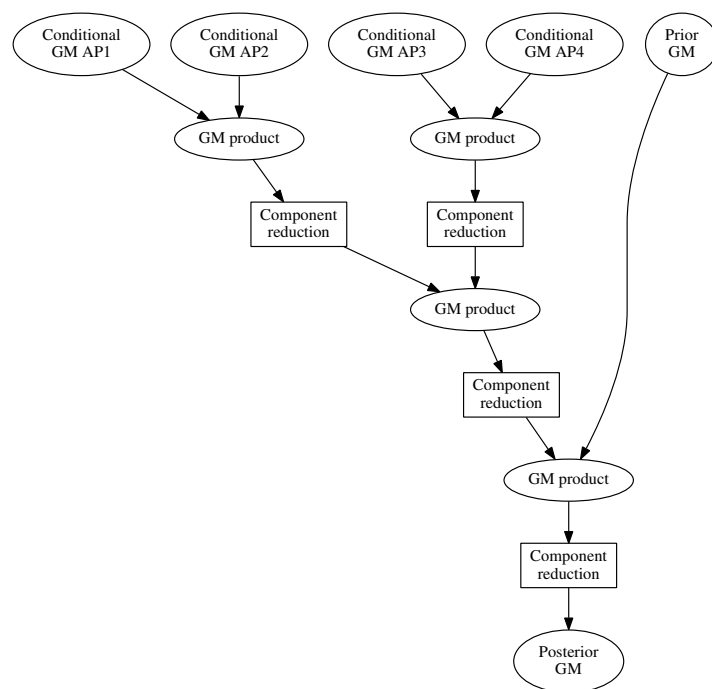 Conditional
GM AP1
Conditional
GM AP2
Conditional
GM AP3
Conditional
GM AP4
Prior
GM
GM product
GM product
Component
reduction
Component
reduction
GM product
Component
reduction
GM product
Component
reduction
Posterior
GM